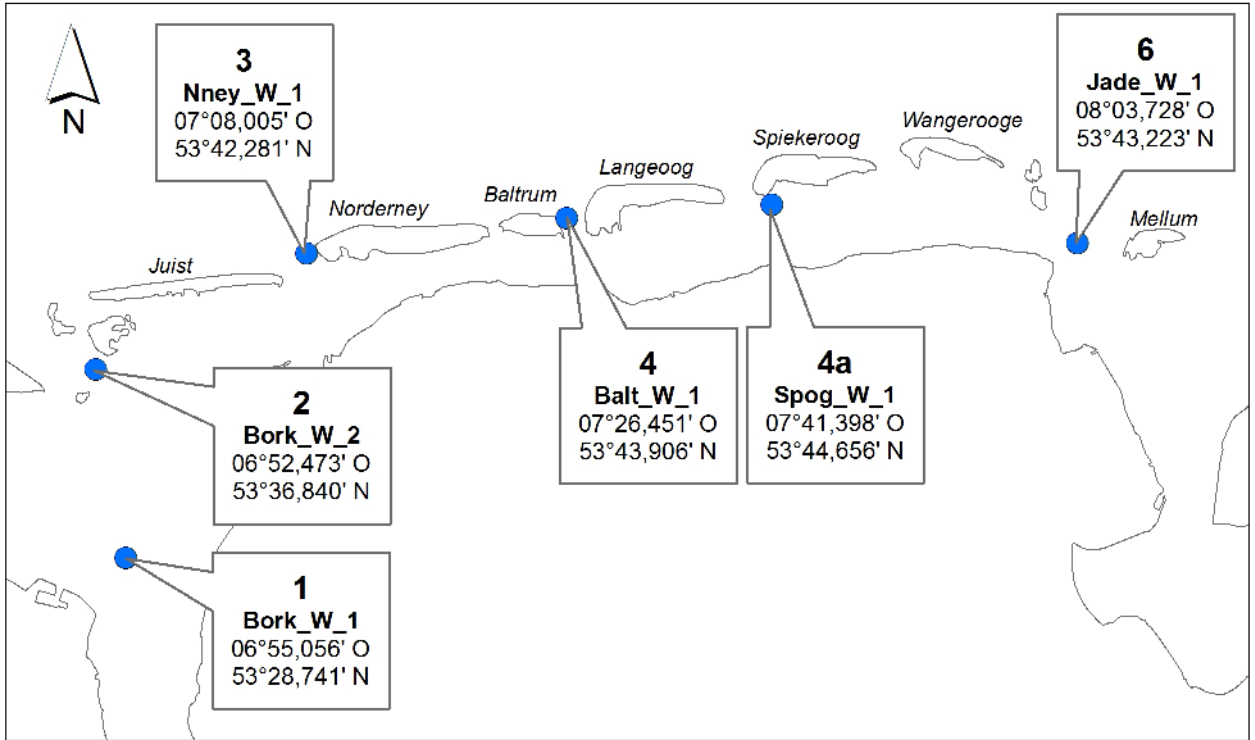 N
3
Nney_W_1
07°08,005' O
53°42,281' N
6
Jade_W_1
08°03,728' O
53°43,223' N
Wangerooge
Spiekeroog
Langeoog
Baltrum
Norderney
Mellum
Juist
4
Balt_W_1
07°26,451' O
53°43,906' N
4a
Spog_W_1
07°41,398' O
53°44,656' N
2
Bork_W_2
06°52,473' O
53°36,840' N
1
Bork_W_1
06°55,056' O
53°28,741' N